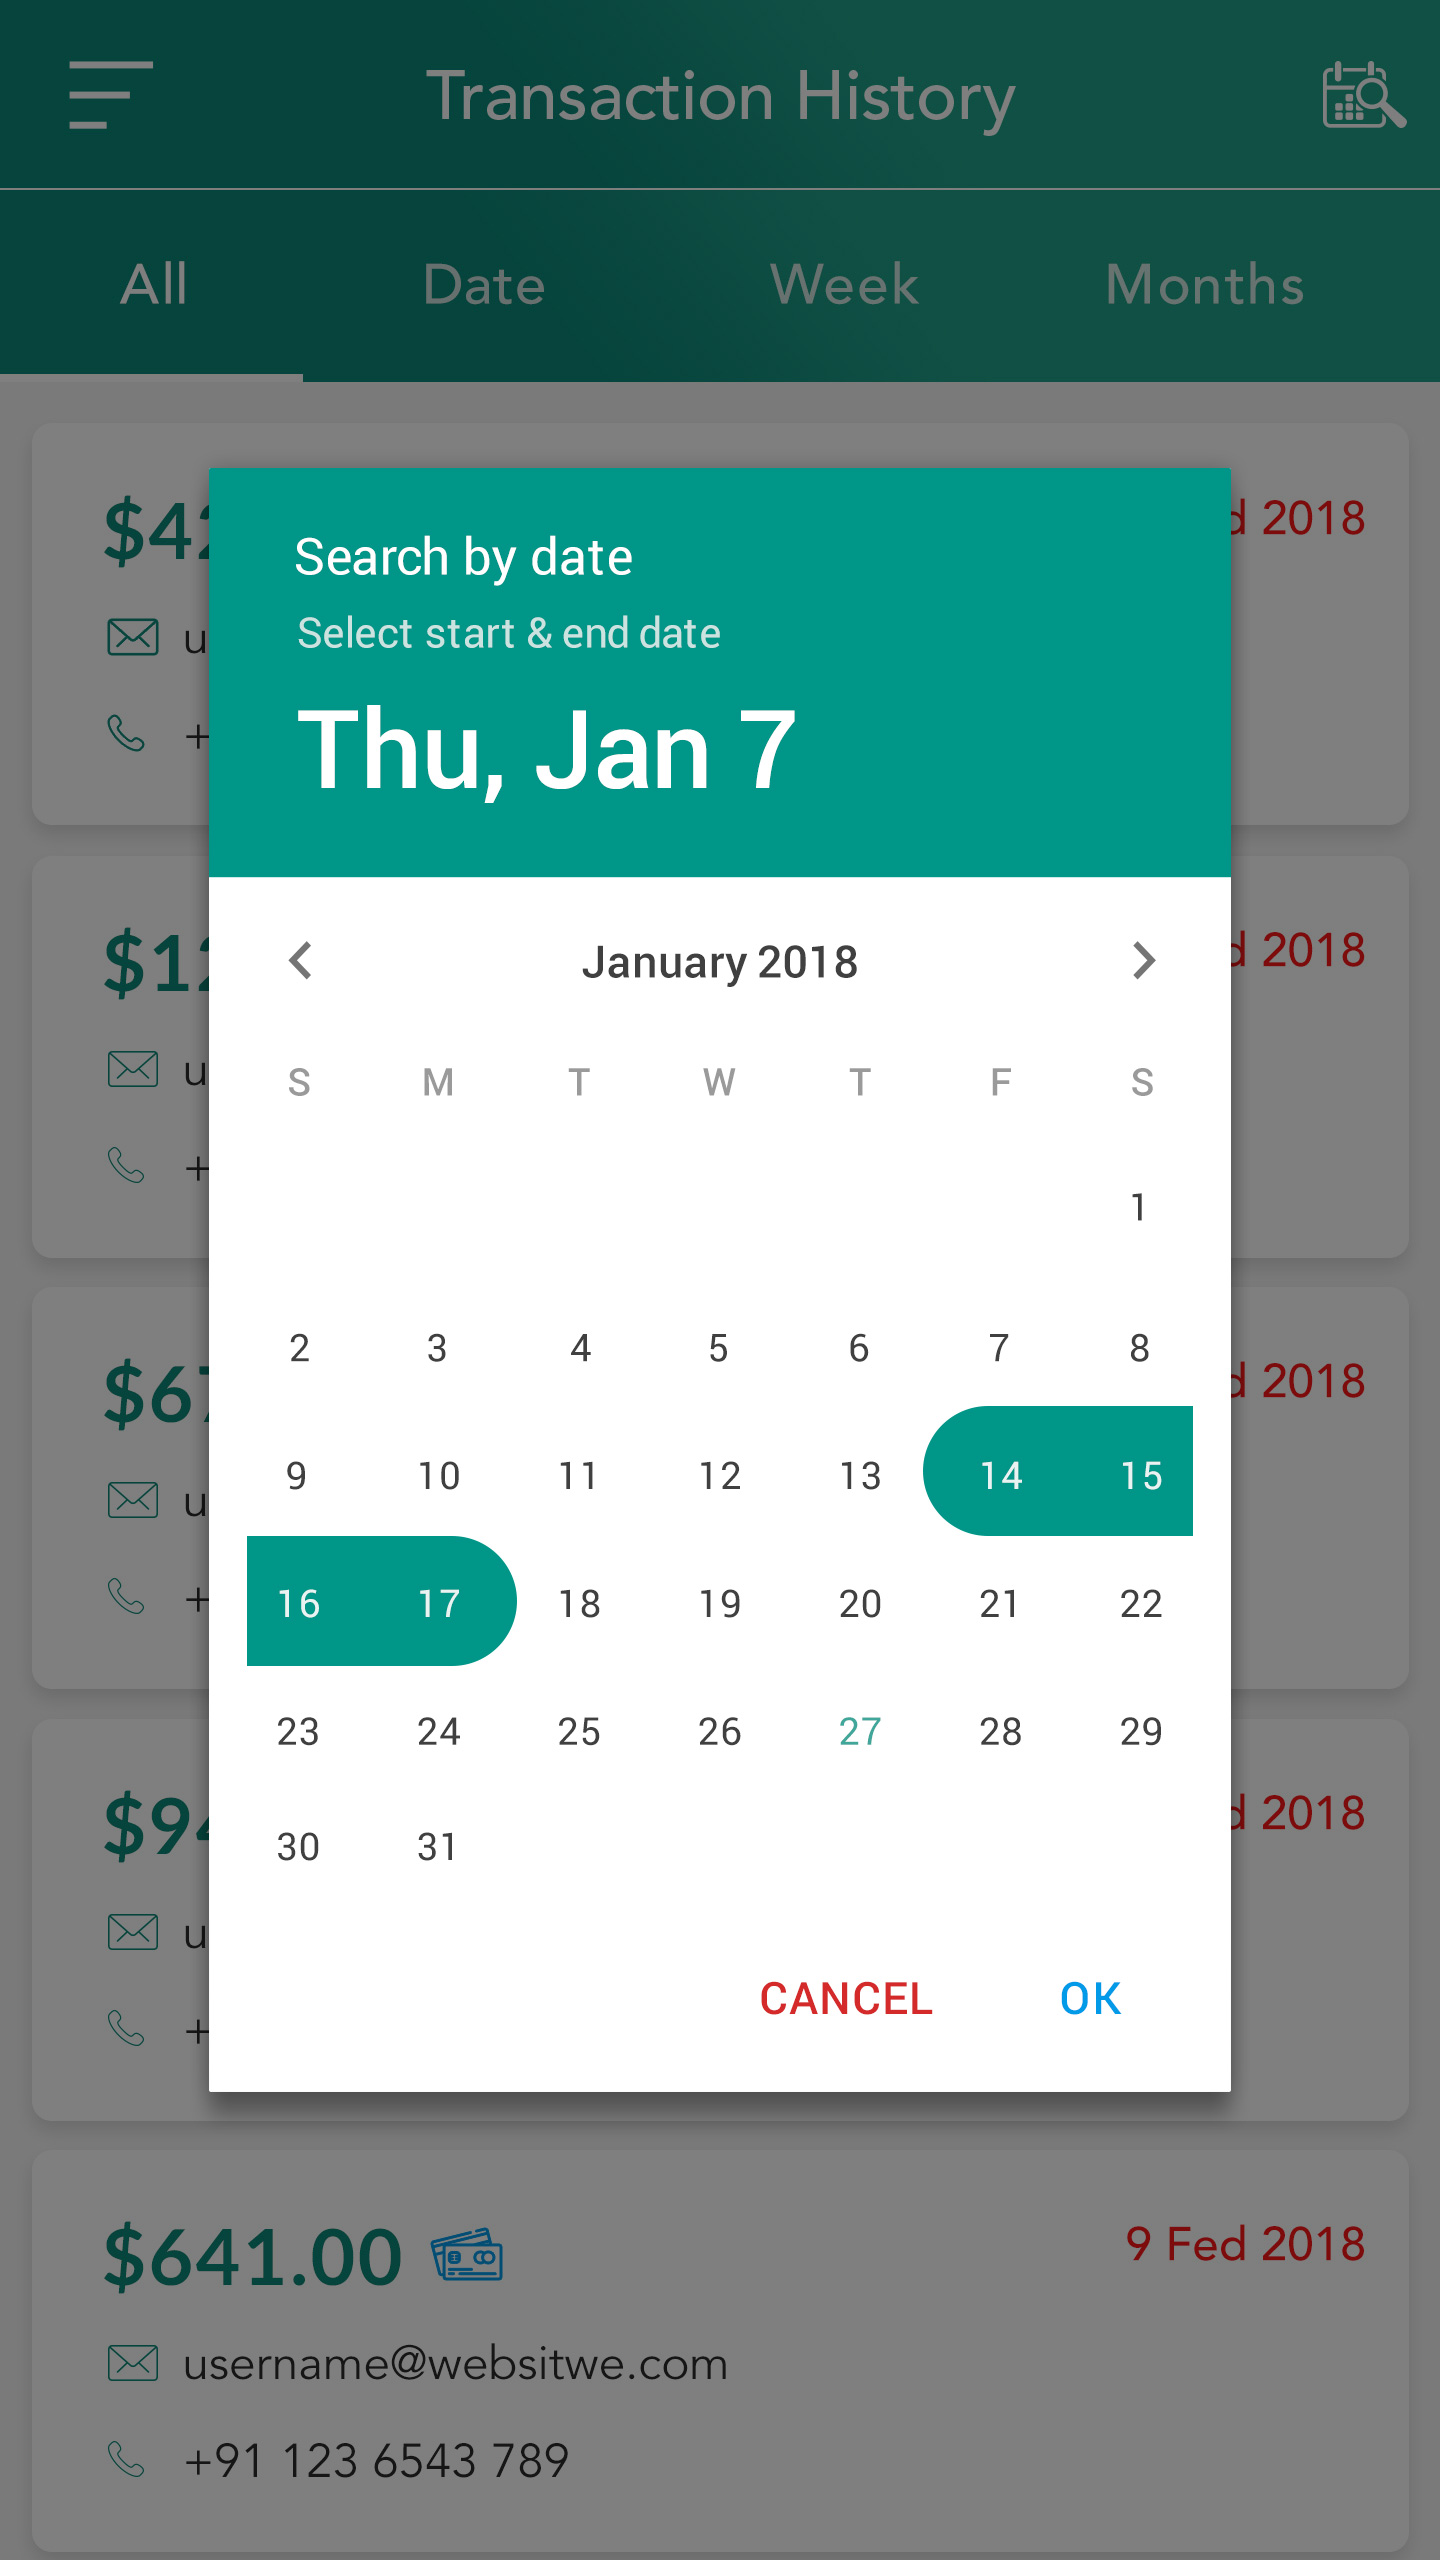 Transaction History
All Date Week Months
$42
2018
Search by date
Select start & end date
Thu, Jan 7
$12
2018
January 2018
S M T W T F S
1
2 3 4 5 6 7 8
$67
2018
9 10 11 12 13 14 15
16 17 18 19 20 21 22
23 24 25 26 27 28 29
$94
2018
30 31
CANCEL OK
$641.00
9 Fed 2018
username@websitwe.com
+91 123 6543 789